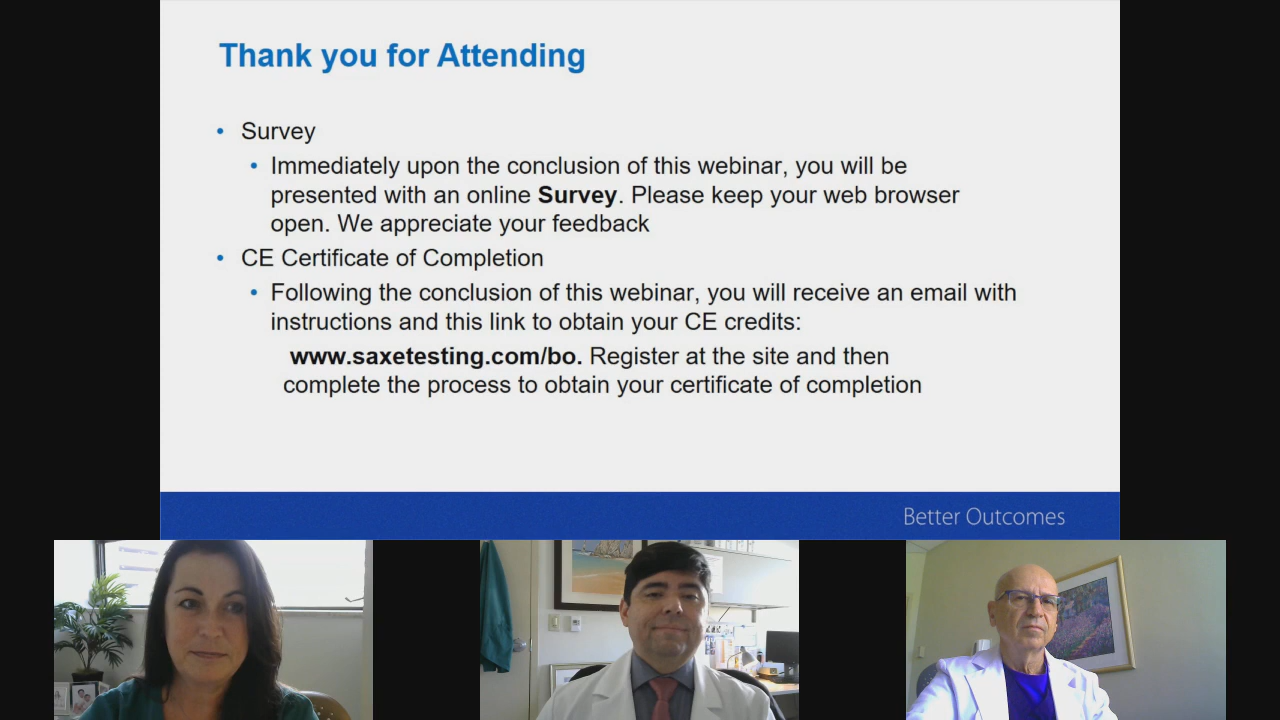 Thank you for Attending
• Survey
• Immediately upon the conclusion of this webinar, you will be
presented with an online Survey. Please keep your web browser
open. We appreciate your feedback
• CE Certificate of Completion
• Following the conclusion of this webinar, you will receive an email with
instructions and this link to obtain your CE credits:
www.saxetesting.com/bo. Register at the site and then
complete the process to obtain your certificate of completion
Better Outcomes